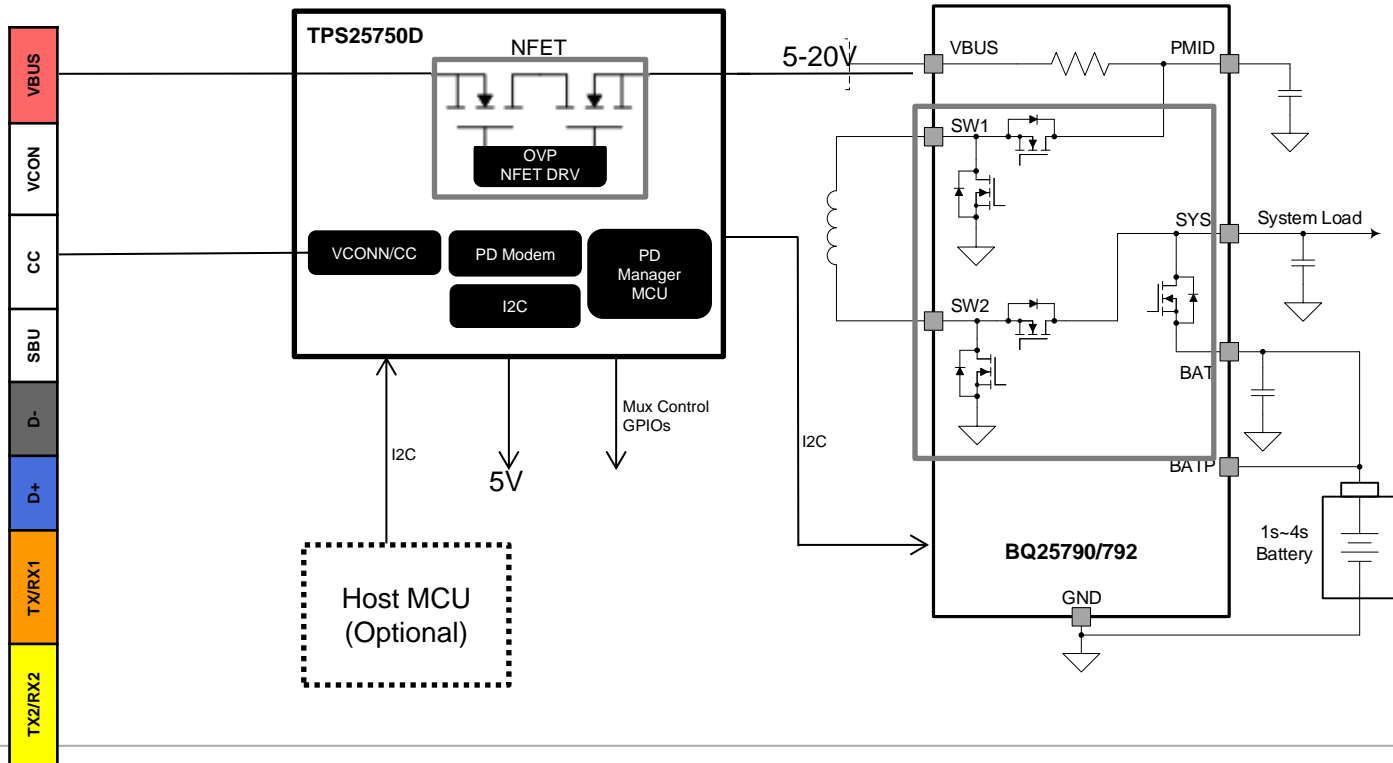 VBUS
VCON
CC
SBU
D-
D+
TX/RX1
TX2/RX2
TPS25750D
NFET
OVP
NFET DRV
VCONN/CC
PD Modem
I2C
PD
Manager
MCU
I2C
5V
Mux Control
GPIOs
I2C
Host MCU
(Optional)
5-20V
VBUS
PMID
SW1
SYS
System Load
SW2
BAT
BATP
BQ25790/792
GND
1s~4s
Battery